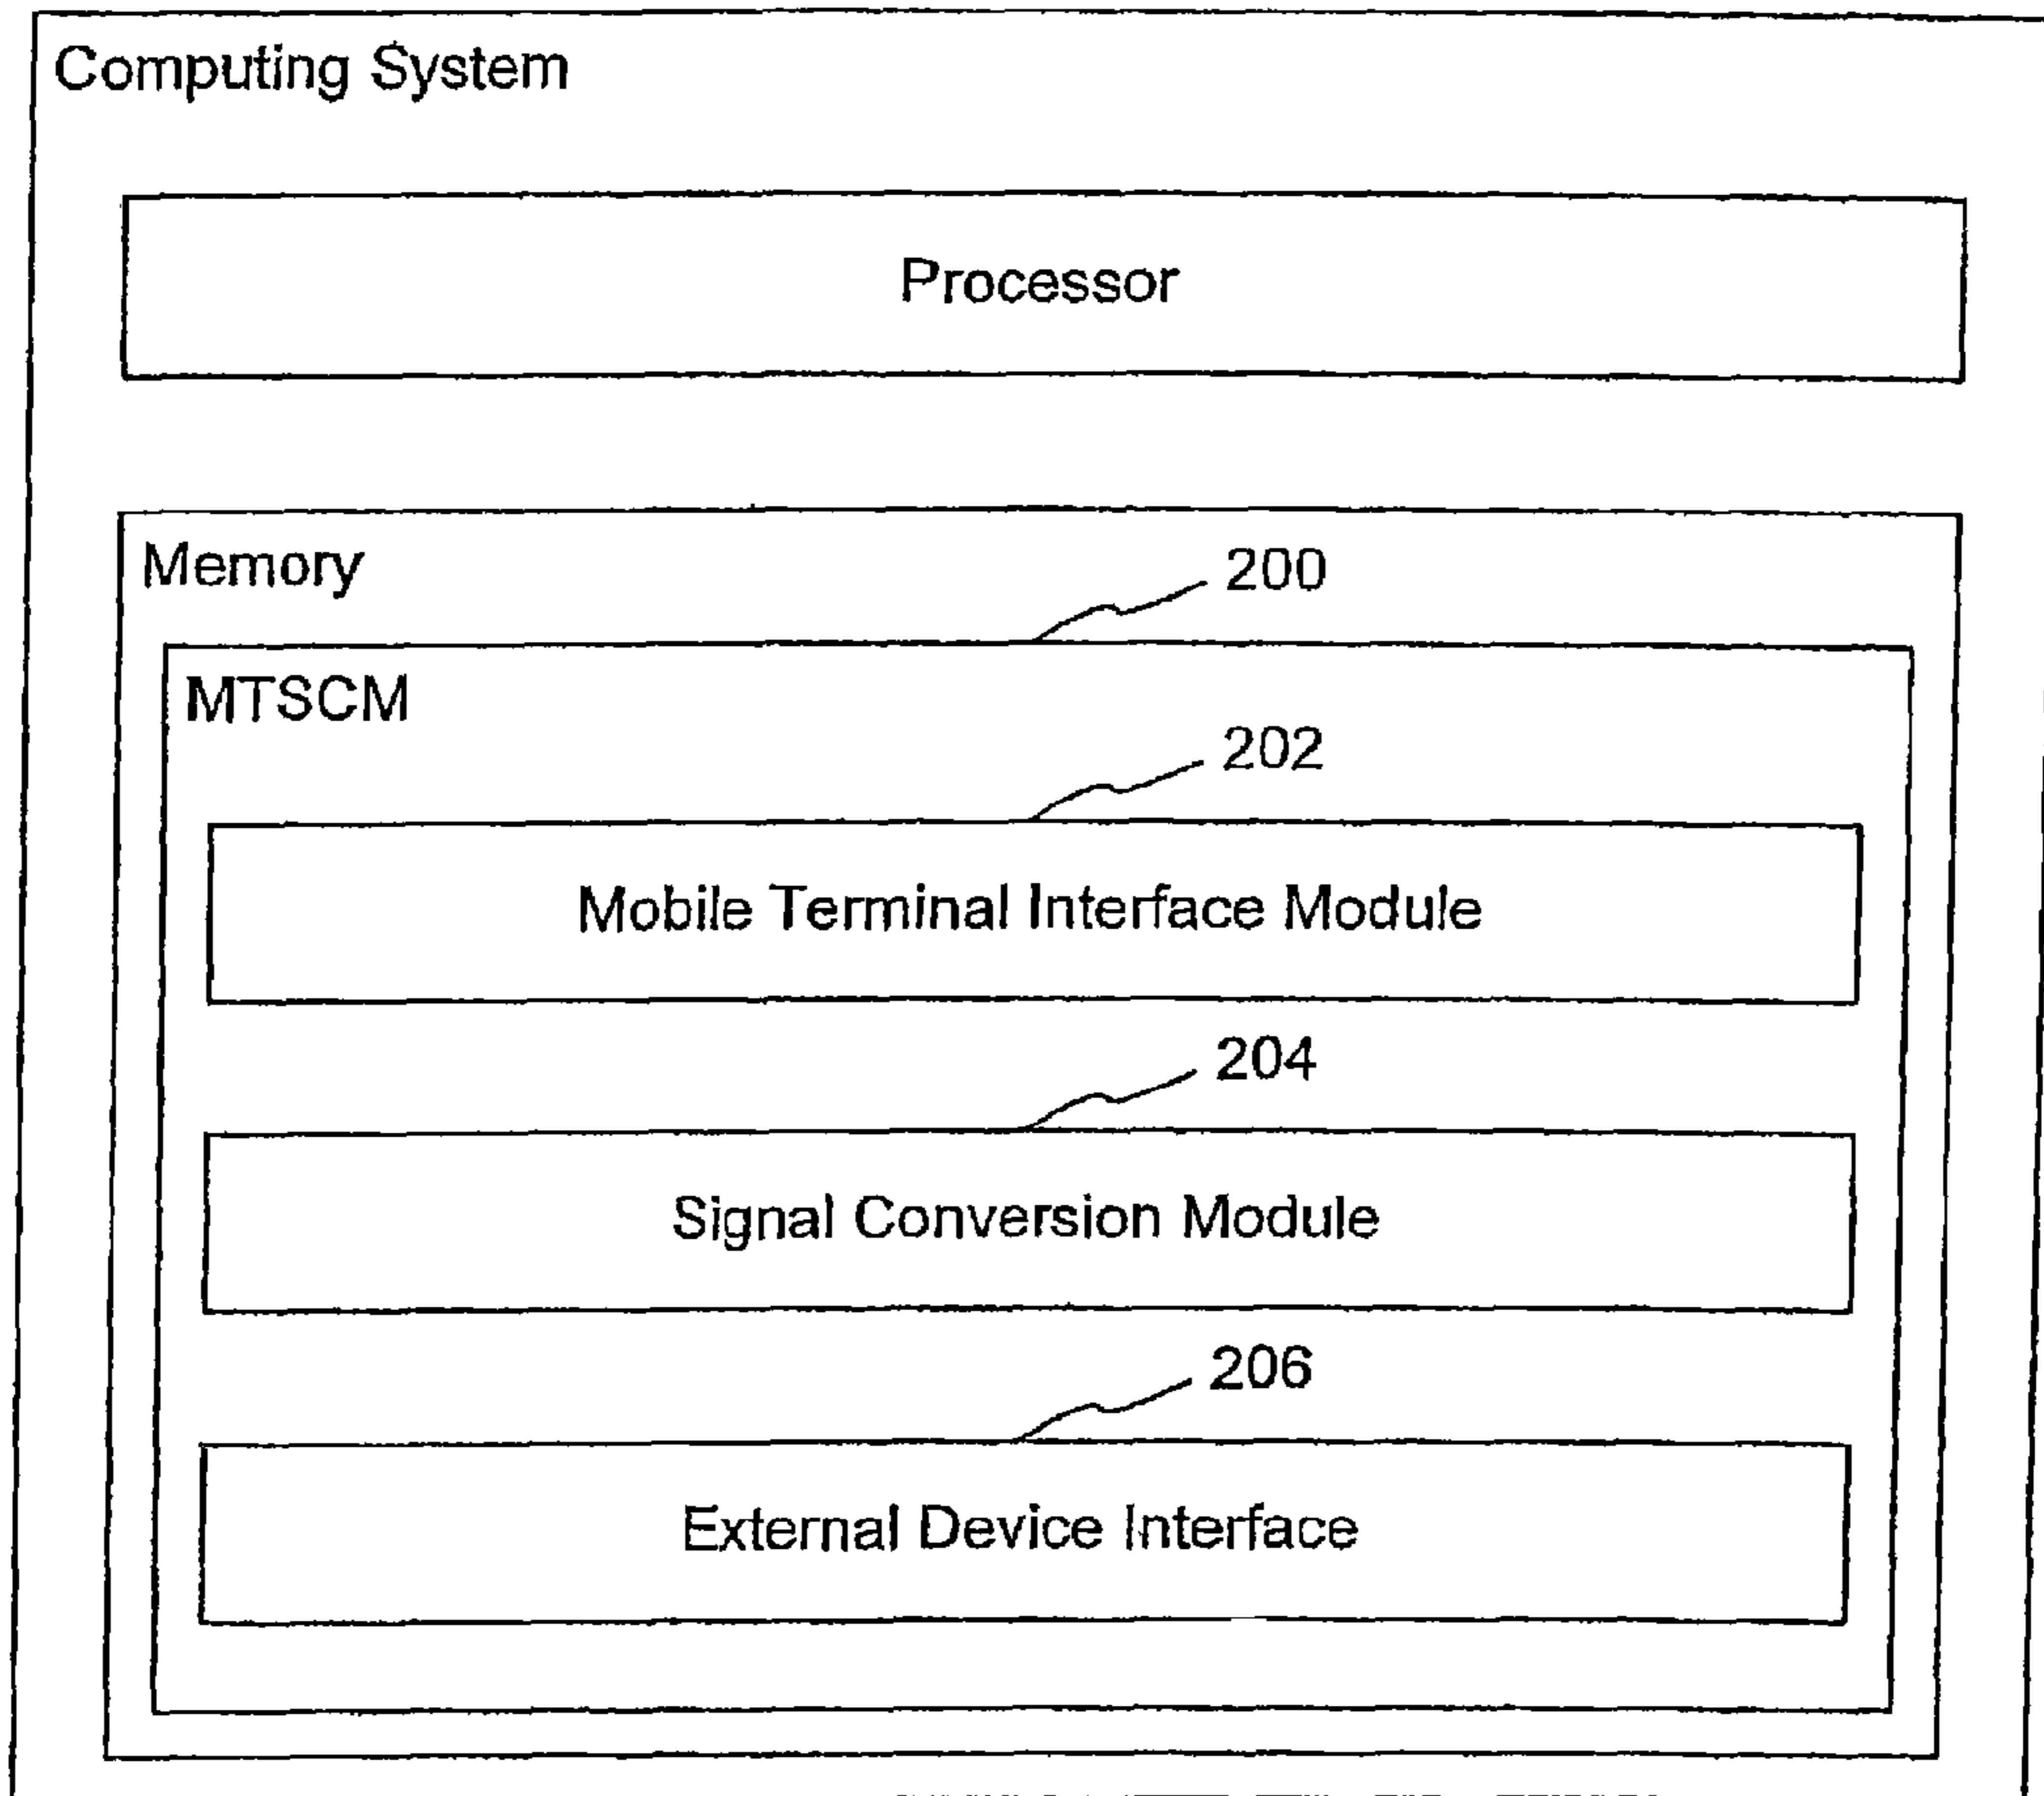 Computing System
Processor
Memory
200
MTSCM
202
Mobile Terminal Interface Module
204
Signal Conversion Module
206
External Device Interface